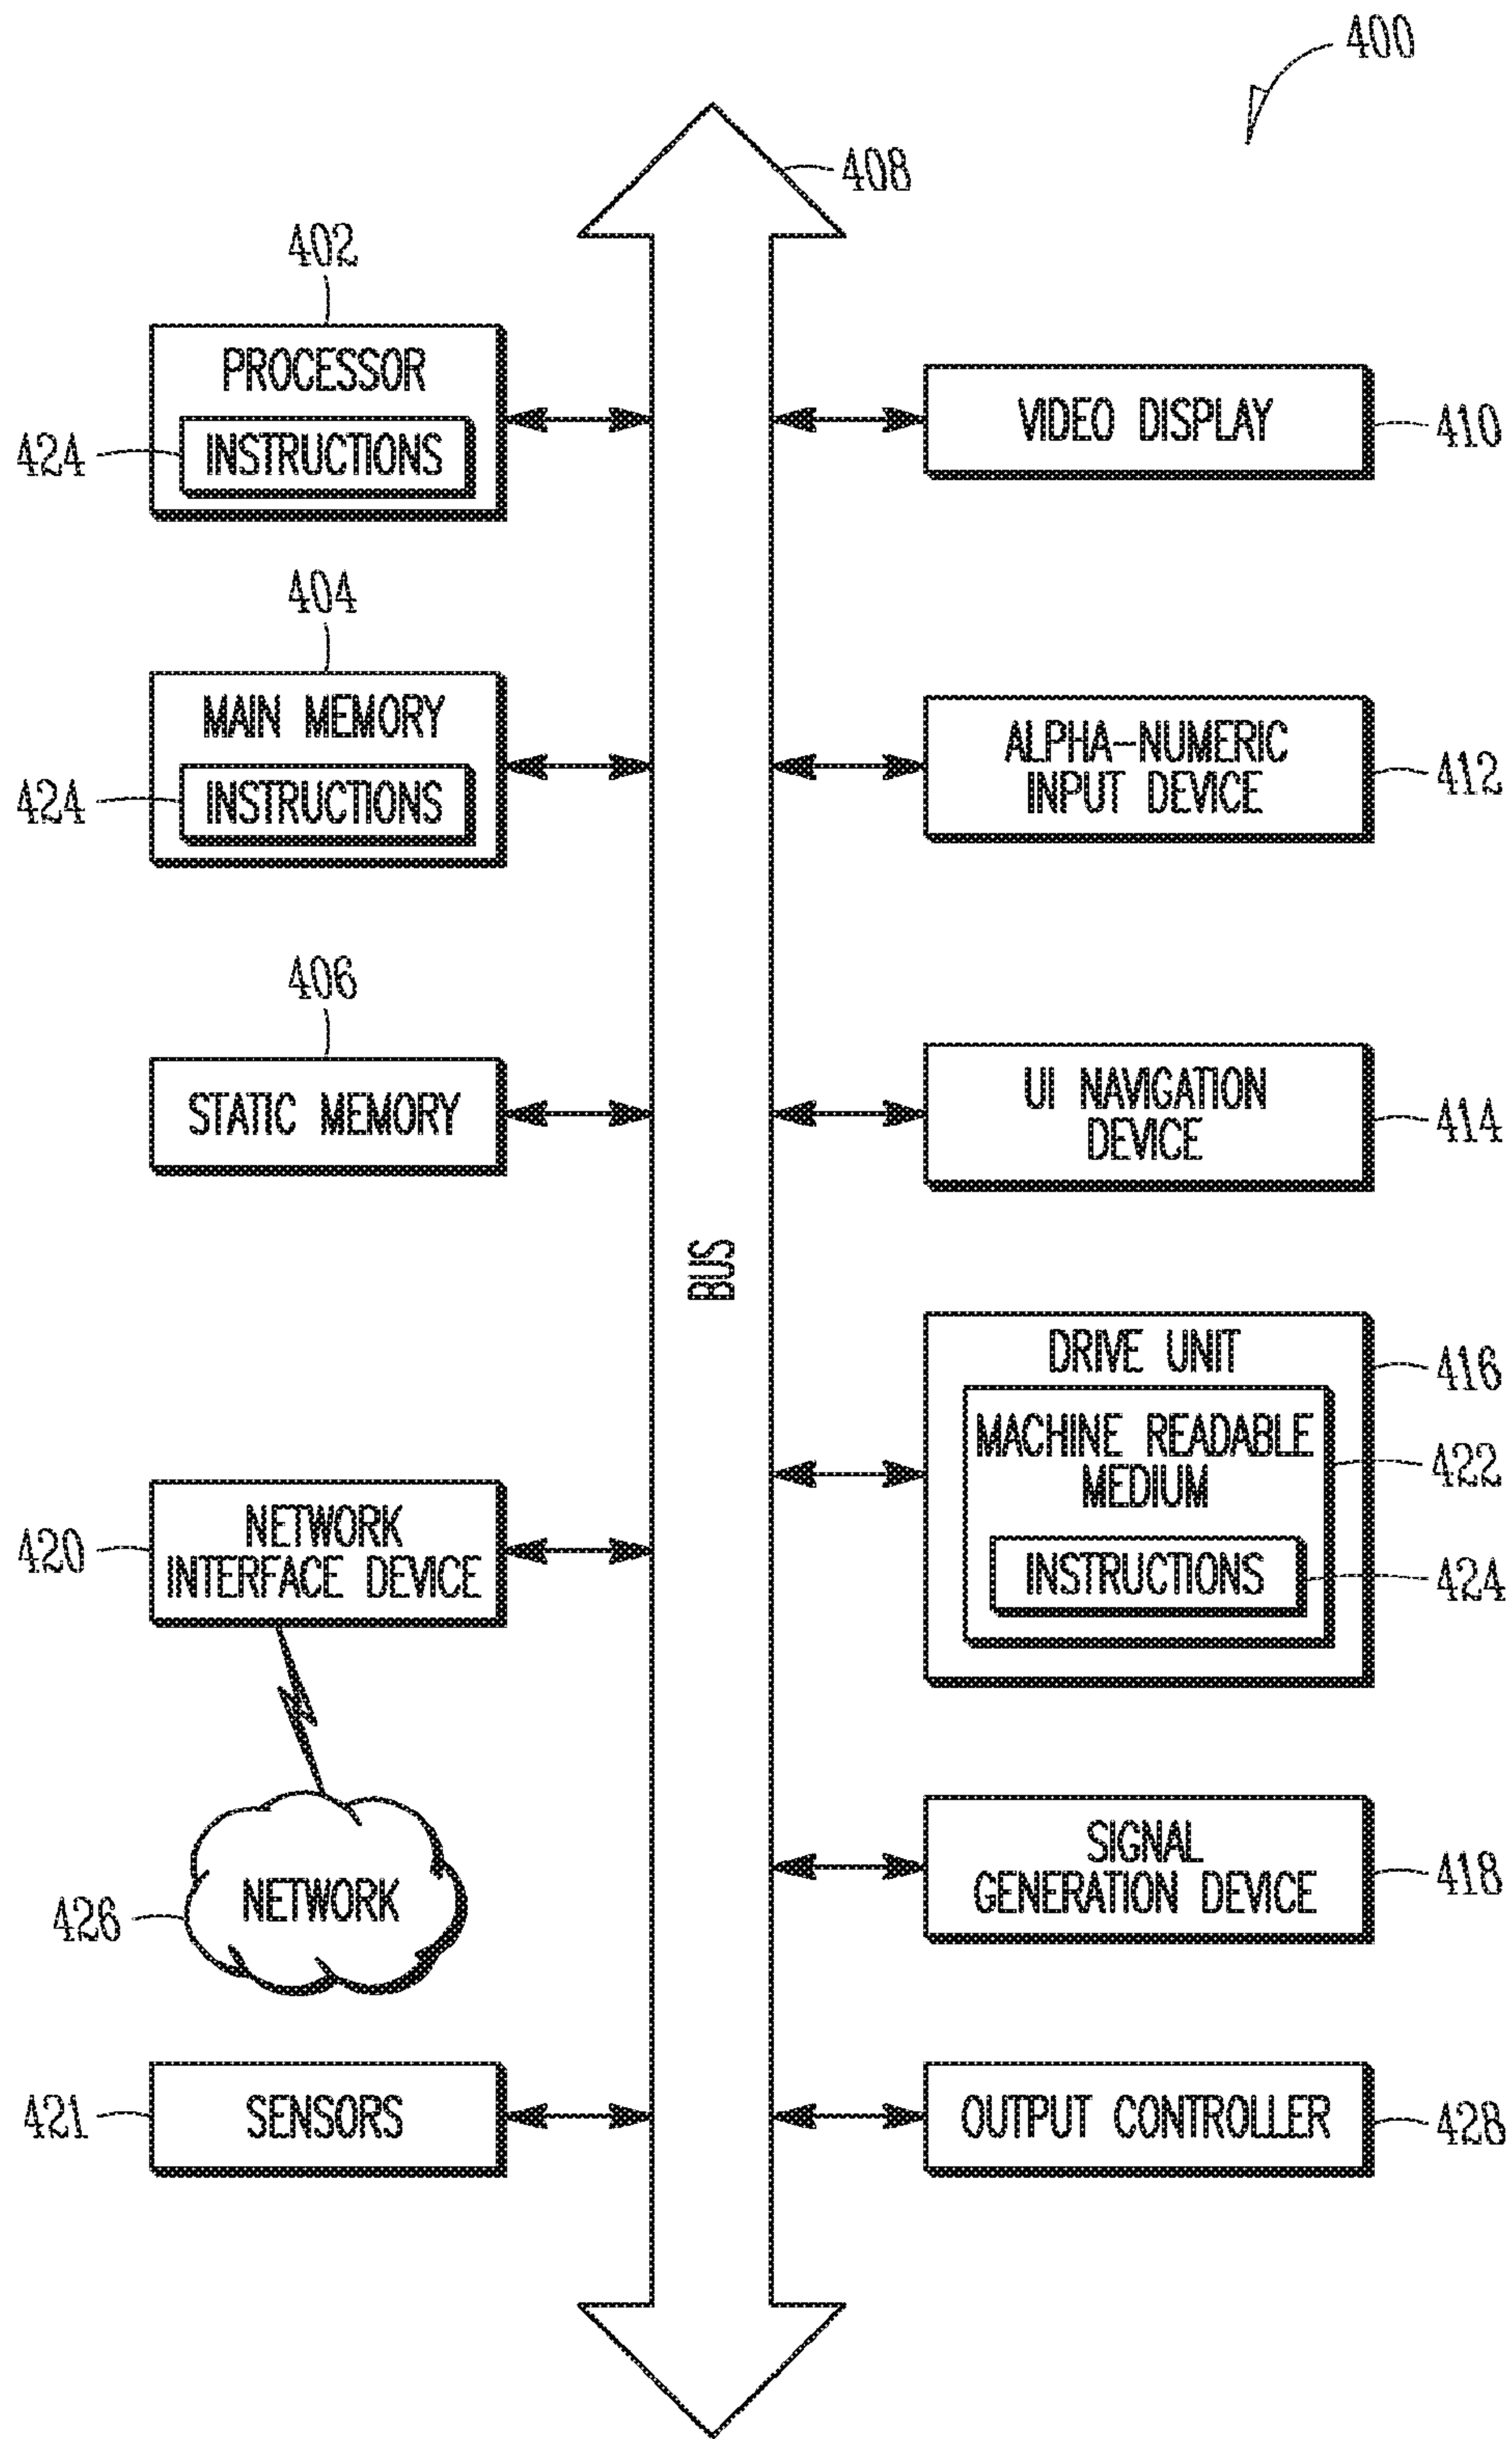 400
408
402
PROCESSOR
424
INSTRUCTIONS
VIDEO DISPLAY
410
404
MAIN MEMORY
424
INSTRUCTIONS
ALPHA-NUMERIC
INPUT DEVICE
412
406
STATIC MEMORY
UI NAVIGATION
DEVICE
414
BUS
DRIVE UNIT
416
MACHINE READABLE
MEDIUM
422
INSTRUCTIONS
424
420
NETWORK
INTERFACE DEVICE
426
NETWORK
SIGNAL
GENERATION DEVICE
418
421
SENSORS
OUTPUT CONTROLLER
428